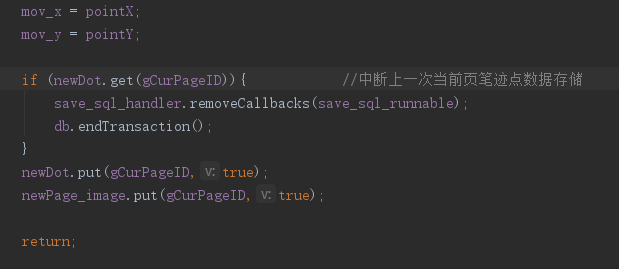 mov_x = pointX;
mov_y = pointY;
if (newDot.get(gCurPageID)){ //中断上一次当前页笔迹点数据存储
save_sql_handler.removeCallbacks(save_sql_runnable);
db.endTransaction();
}
newDot.put(gCurPageID, v: true);
newPage_image.put(gCurPageID, v: true);
return;